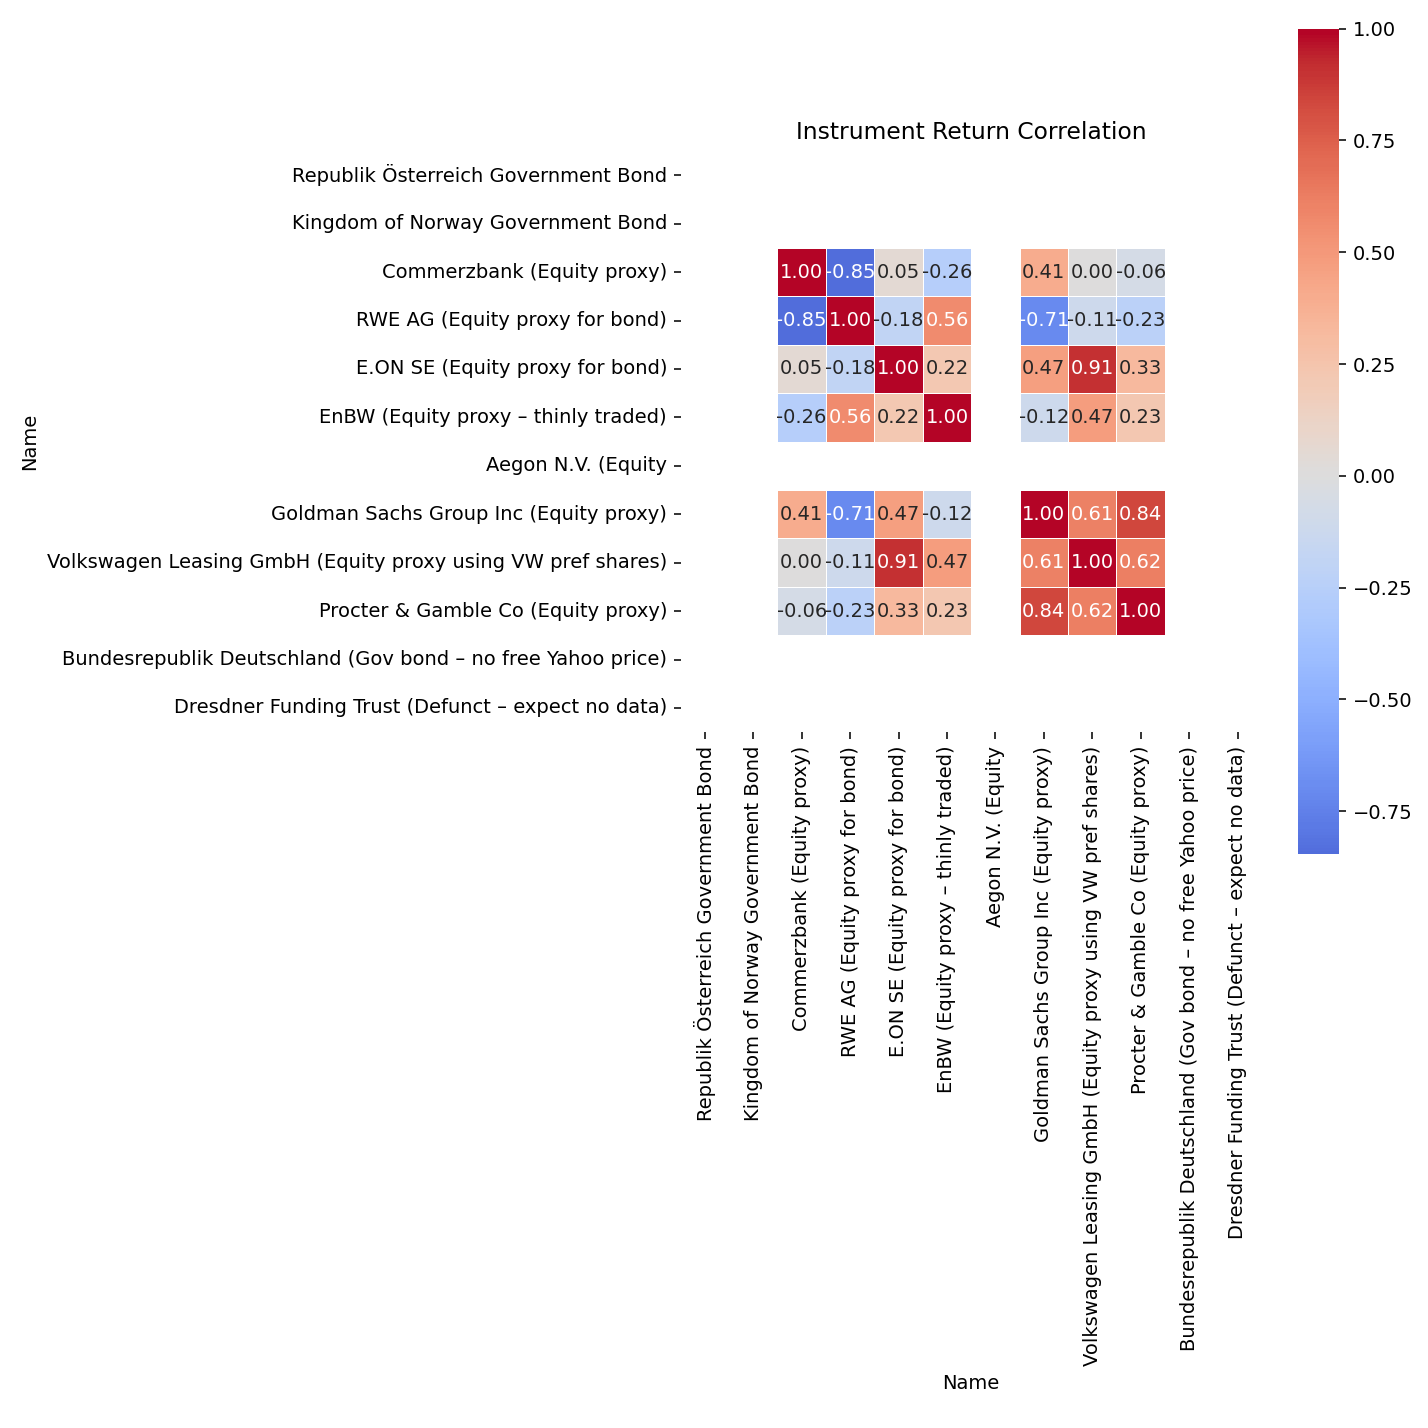 Instrument Return Correlation
Republik Österreich Government Bond
Kingdom of Norway Government Bond
Commerzbank (Equity proxy) 1.00 -0.85 0.05 -0.26 0.41 0.00 -0.06
RWE AG (Equity proxy for bond) -0.85 1.00 -0.18 0.56 -0.71 -0.11 -0.23
E.ON SE (Equity proxy for bond) 0.05 -0.18 1.00 0.22 0.47 0.91 0.33
EnBW (Equity proxy – thinly traded) -0.26 0.56 0.22 1.00 -0.12 0.47 0.23
Aegon N.V. (Equity
Goldman Sachs Group Inc (Equity proxy) 0.41 -0.71 0.47 -0.12 1.00 0.61 0.84
Volkswagen Leasing GmbH (Equity proxy using VW pref shares) 0.00 -0.11 0.91 0.47 0.61 1.00 0.62
Procter & Gamble Co (Equity proxy) -0.06 -0.23 0.33 0.23 0.84 0.62 1.00
Bundesrepublik Deutschland (Gov bond – no free Yahoo price)
Dresdner Funding Trust (Defunct – expect no data)
Name
Republik Österreich Government Bond
Kingdom of Norway Government Bond
Commerzbank (Equity proxy)
RWE AG (Equity proxy for bond)
E.ON SE (Equity proxy for bond)
EnBW (Equity proxy – thinly traded)
Aegon N.V. (Equity
Goldman Sachs Group Inc (Equity proxy)
Volkswagen Leasing GmbH (Equity proxy using VW pref shares)
Procter & Gamble Co (Equity proxy)
Bundesrepublik Deutschland (Gov bond – no free Yahoo price)
Dresdner Funding Trust (Defunct – expect no data)
Name
1.00
0.75
0.50
0.25
0.00
−0.25
−0.50
−0.75